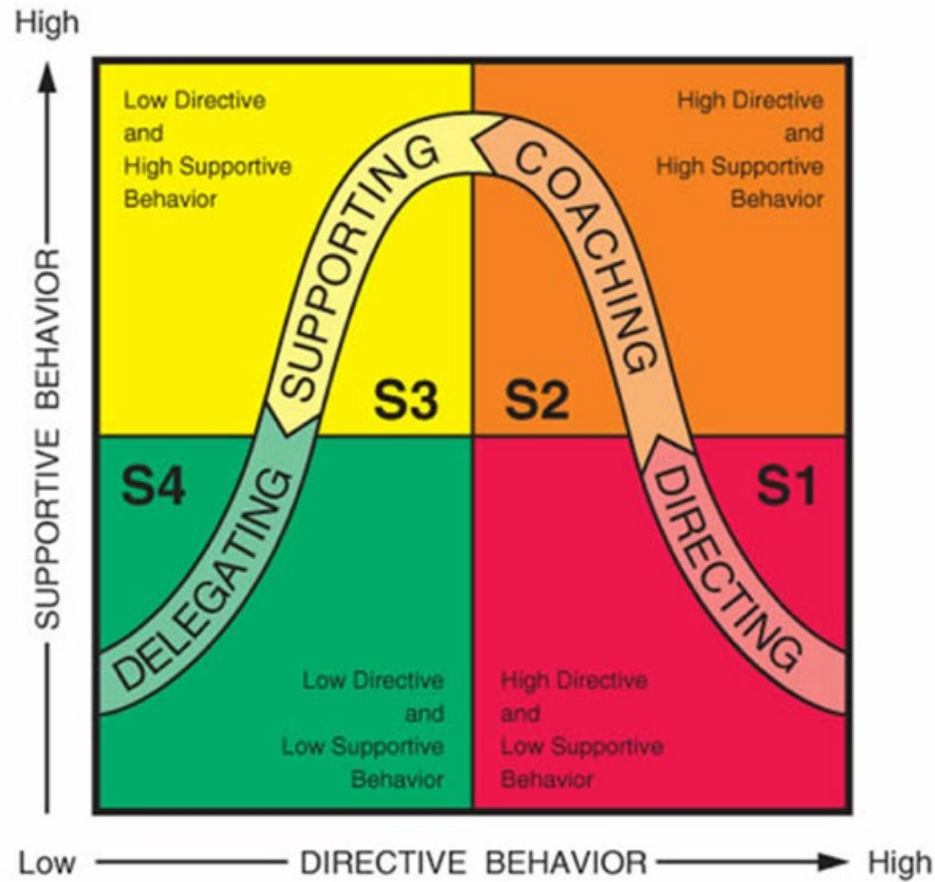 High
Low Directive
and
High Supportive
Behavior
High Directive
and
High Supportive
Behavior
SUPPORTING
COACHING
S3
S2
SUPPORTIVE BEHAVIOR
S4
S1
DELEGATING
DIRECTING
Low Directive
and
Low Supportive
Behavior
High Directive
and
Low Supportive
Behavior
Low
DIRECTIVE BEHAVIOR
High